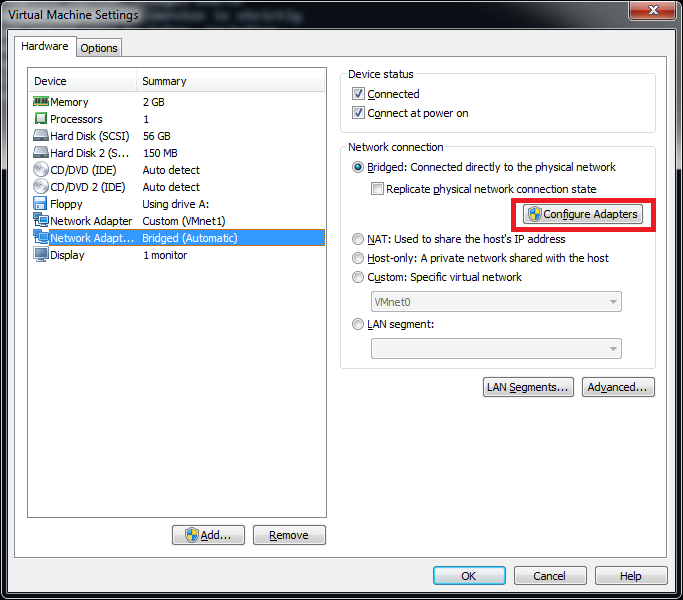 Virtual Machine Settings
Hardware
Options
Device Summary
Memory 2 GB
Processors 1
Hard Disk (SCSI) 56 GB
Hard Disk 2 (S... 150 MB
CD/DVD (IDE) Auto detect
CD/DVD 2 (IDE) Auto detect
Floppy Using drive A:
Network Adapter Custom (VMnet1)
Network Adapt... Bridged (Automatic)
Display 1 monitor
Add...
Remove
Device status
Connected
Connect at power on
Network connection
Bridged: Connected directly to the physical network
Replicate physical network connection state
Configure Adapters
NAT: Used to share the host's IP address
Host-only: A private network shared with the host
Custom: Specific virtual network
VMnet0
LAN segment:
LAN Segments...
Advanced...
OK
Cancel
Help